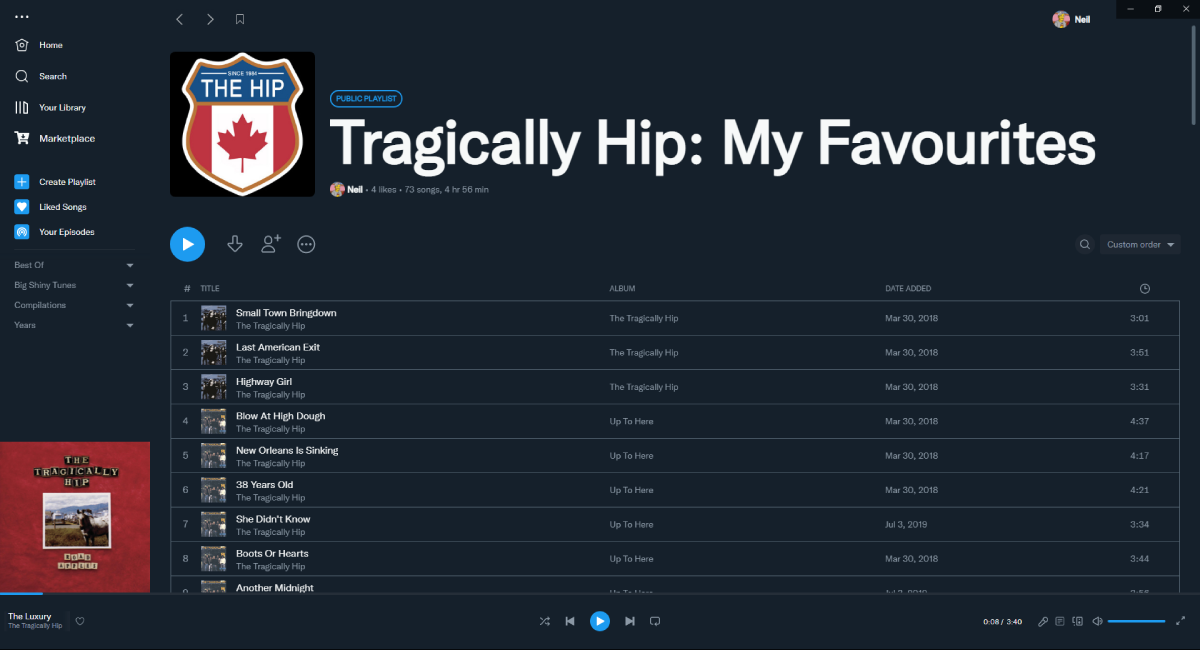 Neil
Home
Search
Your Library
Marketplace
Create Playlist
Liked Songs
Your Episodes
Best Of
Big Shiny Tunes
Compilations
Years
SINCE 1984
THE HIP
PUBLIC PLAYLIST
Tragically Hip: My Favourites
Neil • 4 likes • 73 songs, 4 hr 56 min
Custom order
# TITLE ALBUM DATE ADDED
1 Small Town Bringdown The Tragically Hip Mar 30, 2018 3:01
The Tragically Hip
2 Last American Exit The Tragically Hip Mar 30, 2018 3:51
The Tragically Hip
3 Highway Girl The Tragically Hip Mar 30, 2018 3:31
The Tragically Hip
4 Blow At High Dough Up To Here Mar 30, 2018 4:37
The Tragically Hip
5 New Orleans Is Sinking Up To Here Mar 30, 2018 4:17
The Tragically Hip
6 38 Years Old Up To Here Mar 30, 2018 4:21
The Tragically Hip
7 She Didn't Know Up To Here Jul 3, 2019 3:34
The Tragically Hip
8 Boots Or Hearts Up To Here Mar 30, 2018 3:44
The Tragically Hip
Another Midnight
THE
TRAGICALLY
HIP
ROAD
APPLES
The Luxury
The Tragically Hip
0:08 / 3:40